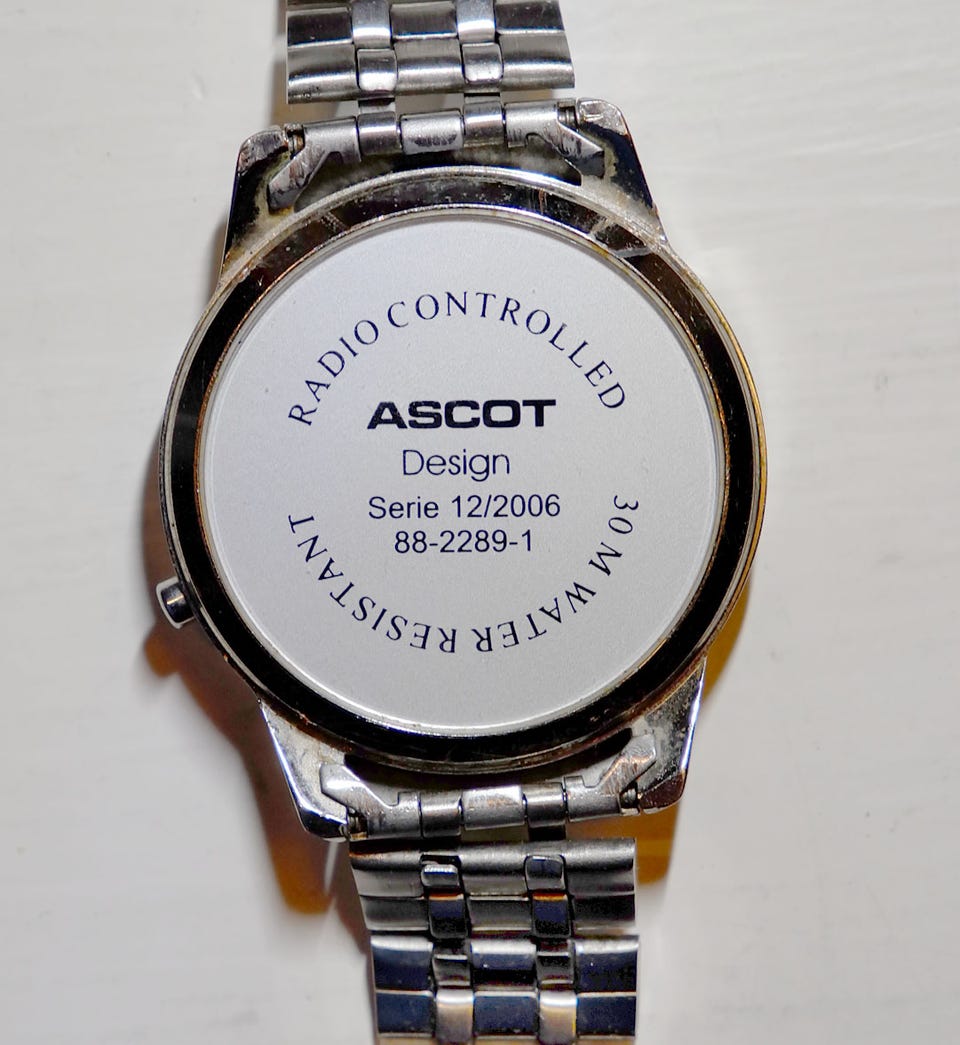 RADIO CONTROLLED
ASCOT
Design
Serie 12/2006
88-2289-1
30 M WATER RESISTANT